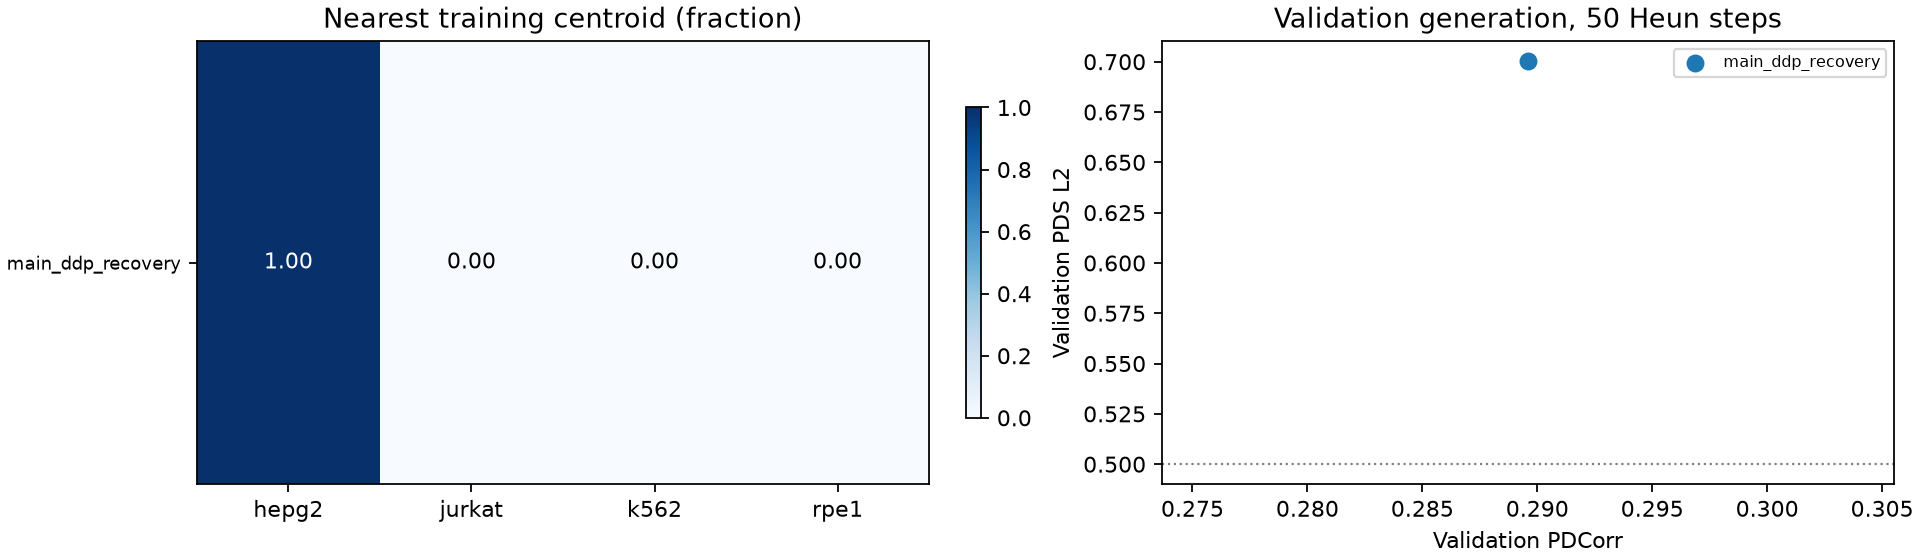 Nearest training centroid (fraction)
main_ddp_recovery
1.00
0.00
0.00
0.00
hepg2
jurkat
k562
rpe1
1.0
0.8
0.6
0.4
0.2
0.0
Validation generation, 50 Heun steps
main_ddp_recovery
Validation PDS L2
0.700
0.675
0.650
0.625
0.600
0.575
0.550
0.525
0.500
0.275
0.280
0.285
0.290
0.295
0.300
0.305
Validation PDCorr